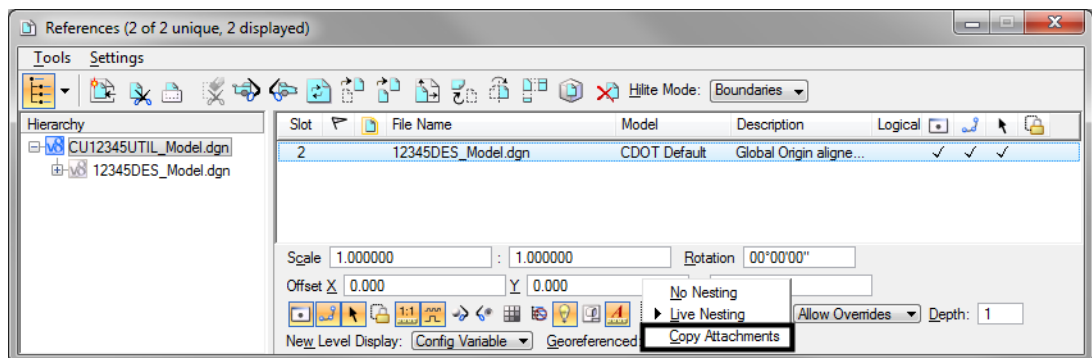 References (2 of 2 unique, 2 displayed)
Tools Settings
Hilite Mode: Boundaries
Hierarchy
CU12345UTIL_Model.dgn
12345DES_Model.dgn
Slot File Name Model Description Logical
2 12345DES_Model.dgn CDOT Default Global Origin aligne...
Scale 1.000000 : 1.000000 Rotation 00°00'00"
Offset X 0.000 Y 0.000
No Nesting
Live Nesting
Copy Attachments
1:1 A Allow Overrides Depth: 1
New Level Display: Config Variable Georeferenced: